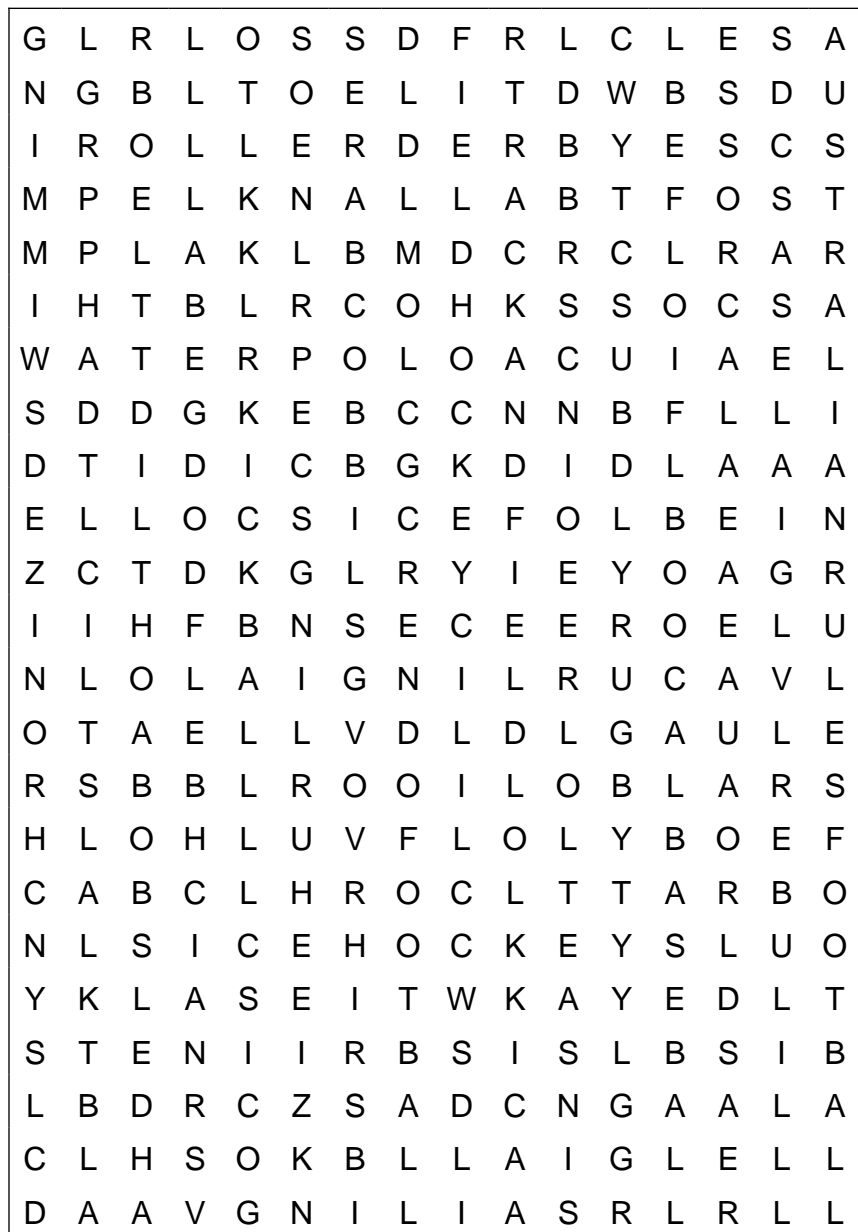 G L R L O S S D F R L C L E S A
N G B L T O E L I T D W B S D U
I R O L L E R D E R B Y E S C S
M P E L K N A L L A B T F O S T
M P L A K L B M D C R C L R A R
I H T B L R C O H K S S O C S A
W A T E R P O L O A C U I A E L
S D D G K E B C C N N B F L L I
D T I D I C B G K D I D L A A A
E L L O C S I C E F O L B E I N
Z C T D K G L R Y I E Y O A G R
I I H F B N S E C E E R O E L U
N L O L A I G N I L R U C A V L
O T A E L L V D L D L G A U L E
R S B B L R O O I L O B L A R S
H L O H L U V F L O L Y B O E F
C A B C L H R O C L T T A R B O
N L S I C E H O C K E Y S L U O
Y K L A S E I T W K A Y E D L T
S T E N I I R B S I S L B S I B
L B D R C Z S A D C N G A A L A
C L H S O K B L L A I G L E L L
D A A V G N I L I A S R L R L L